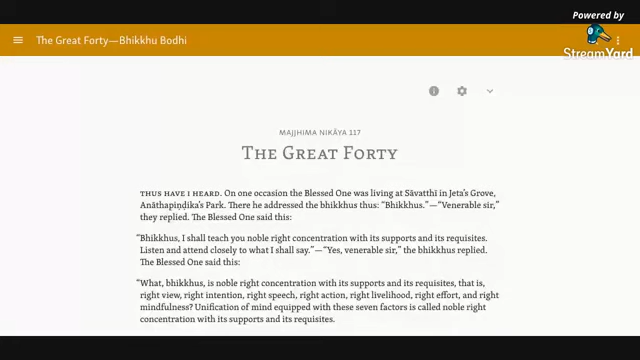 Powered by
The Great Forty—Bhikkhu Bodhi
StreamYard
MAJJHIMA NIKĀYA 117
THE GREAT FORTY
THUS HAVE I HEARD. On one occasion the Blessed One was living at Sāvatthī in Jeta's Grove,
Anāthapiṇḍika's Park. There he addressed the bhikkhus thus: “Bhikkhus.”—“Venerable sir,”
they replied. The Blessed One said this:
“Bhikkhus, I shall teach you noble right concentration with its supports and its requisites.
Listen and attend closely to what I shall say.”—“Yes, venerable sir,” the bhikkhus replied.
The Blessed One said this:
“What, bhikkhus, is noble right concentration with its supports and its requisites, that is,
right view, right intention, right speech, right action, right livelihood, right effort, and right
mindfulness? Unification of mind equipped with these seven factors is called noble right
concentration with its supports and its requisites.